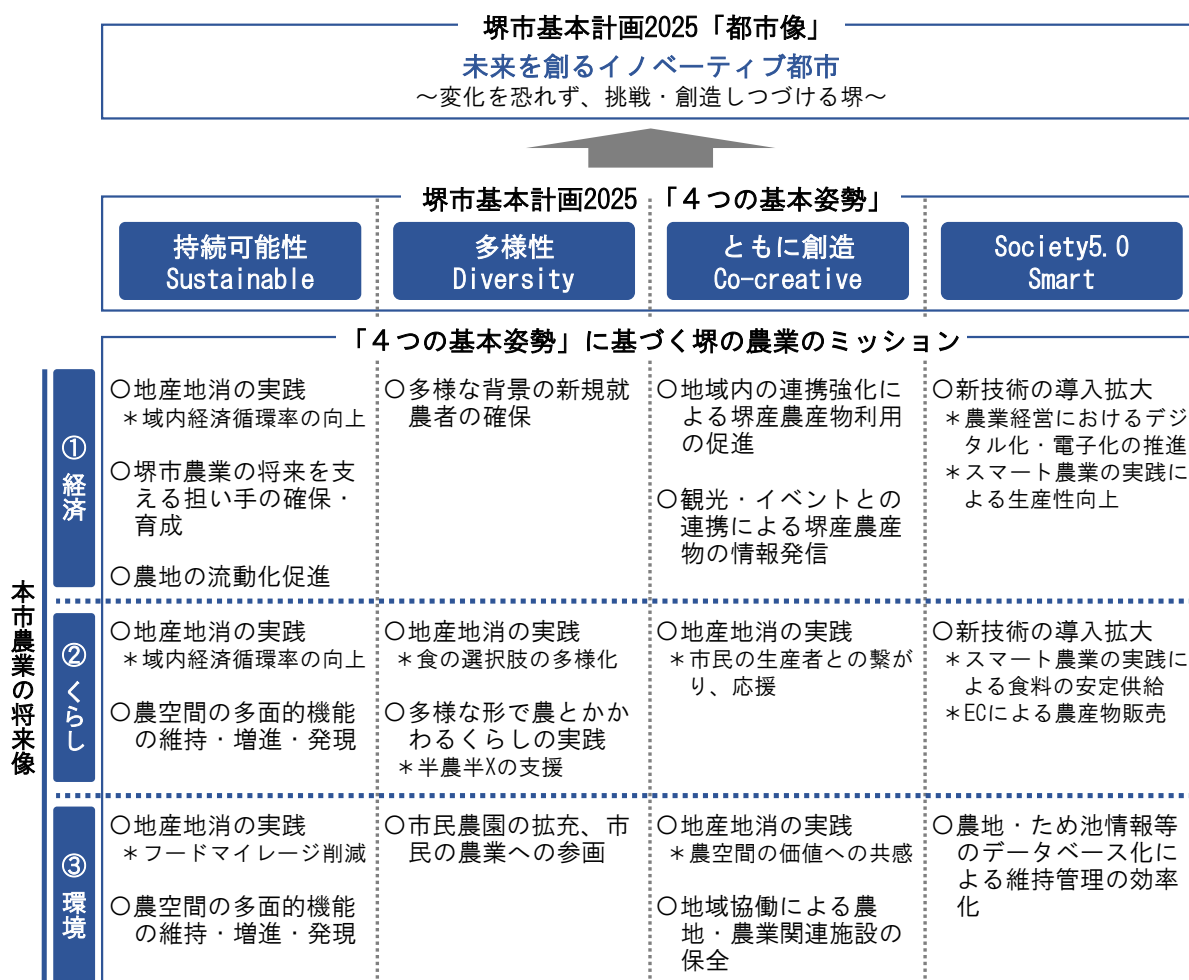 堺市基本計画2025「都市像」
未来を創るイノベーティブ都市
～変化を恐れず、挑戦・創造しつづける堺～
堺市基本計画2025 「４つの基本姿勢」
持続可能性
Sustainable
多様性
Diversity
ともに創造
Co-creative
Society5.0
Smart
「４つの基本姿勢」に基づく堺の農業のミッション
本市農業の将来像
①経済
○地産地消の実践
＊域内経済循環率の向上
○堺市農業の将来を支
える担い手の確保・
育成
○農地の流動化促進
○多様な背景の新規就
農者の確保
○地域内の連携強化に
よる堺産農産物利用
の促進
○観光・イベントとの
連携による堺産農産
物の情報発信
○新技術の導入拡大
＊農業経営におけるデジ
タル化・電子化の推進
＊スマート農業の実践に
よる生産性向上
②くらし
○地産地消の実践
＊域内経済循環率の向上
○農空間の多面的機能
の維持・増進・発現
○地産地消の実践
＊食の選択肢の多様化
○多様な形で農とかか
わるくらしの実践
＊半農半Xの支援
○地産地消の実践
＊市民の生産者との繋が
り、応援
○新技術の導入拡大
＊スマート農業の実践に
よる食料の安定供給
＊ECによる農産物販売
③環境
○地産地消の実践
＊フードマイレージ削減
○農空間の多面的機能
の維持・増進・発現
○市民農園の拡充、市
民の農業への参画
○地産地消の実践
＊農空間の価値への共感
○地域協働による農
地・農業関連施設の
保全
○農地・ため池情報等
のデータベース化に
よる維持管理の効率
化